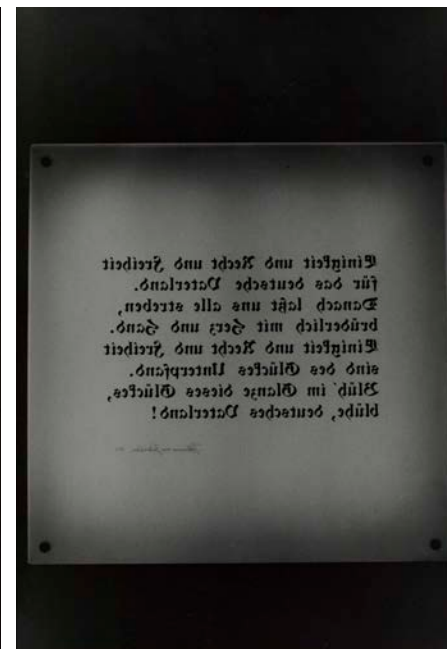 Einigkeit und Recht und Freiheit
für das deutsche Vaterland.
Danach laßt uns alle streben,
brüderlich mit Herz und Hand.
Einigkeit und Recht und Freiheit
sind des Glückes Unterpfand.
Blüh' im Glanze dieses Glückes,
blühe, deutsches Vaterland!